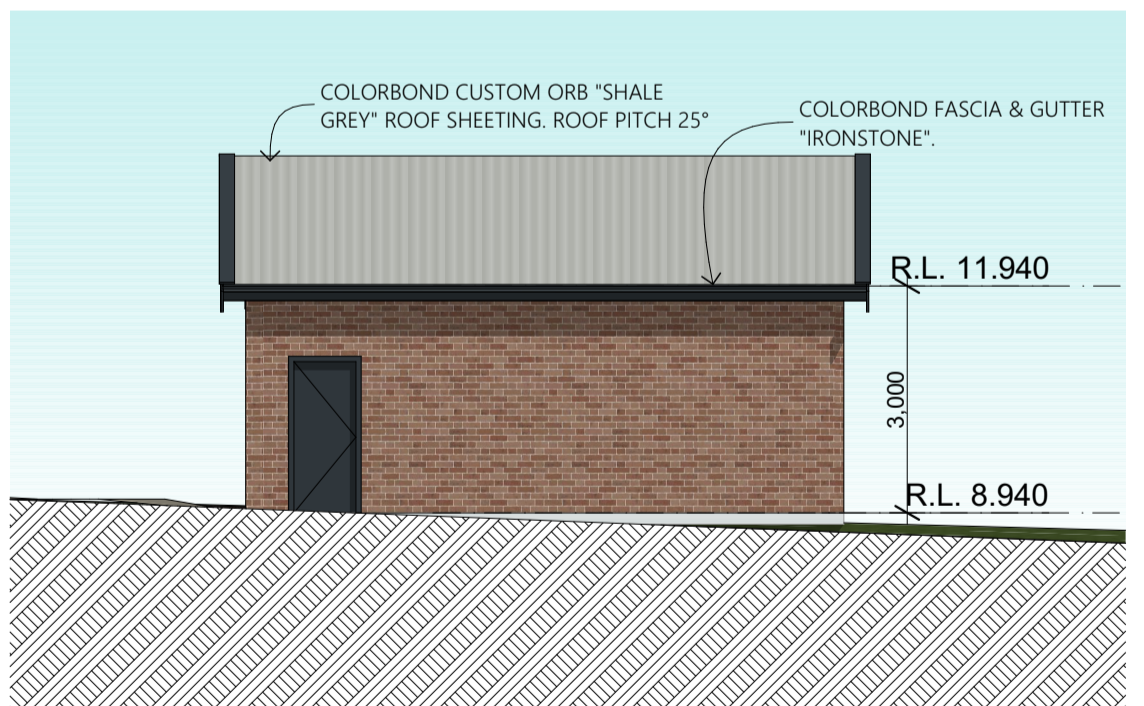 COLORBOND CUSTOM ORB "SHALE
GREY" ROOF SHEETING. ROOF PITCH 25°
COLORBOND FASCIA & GUTTER
"IRONSTONE".
R.L. 11.940
3,000
R.L. 8.940